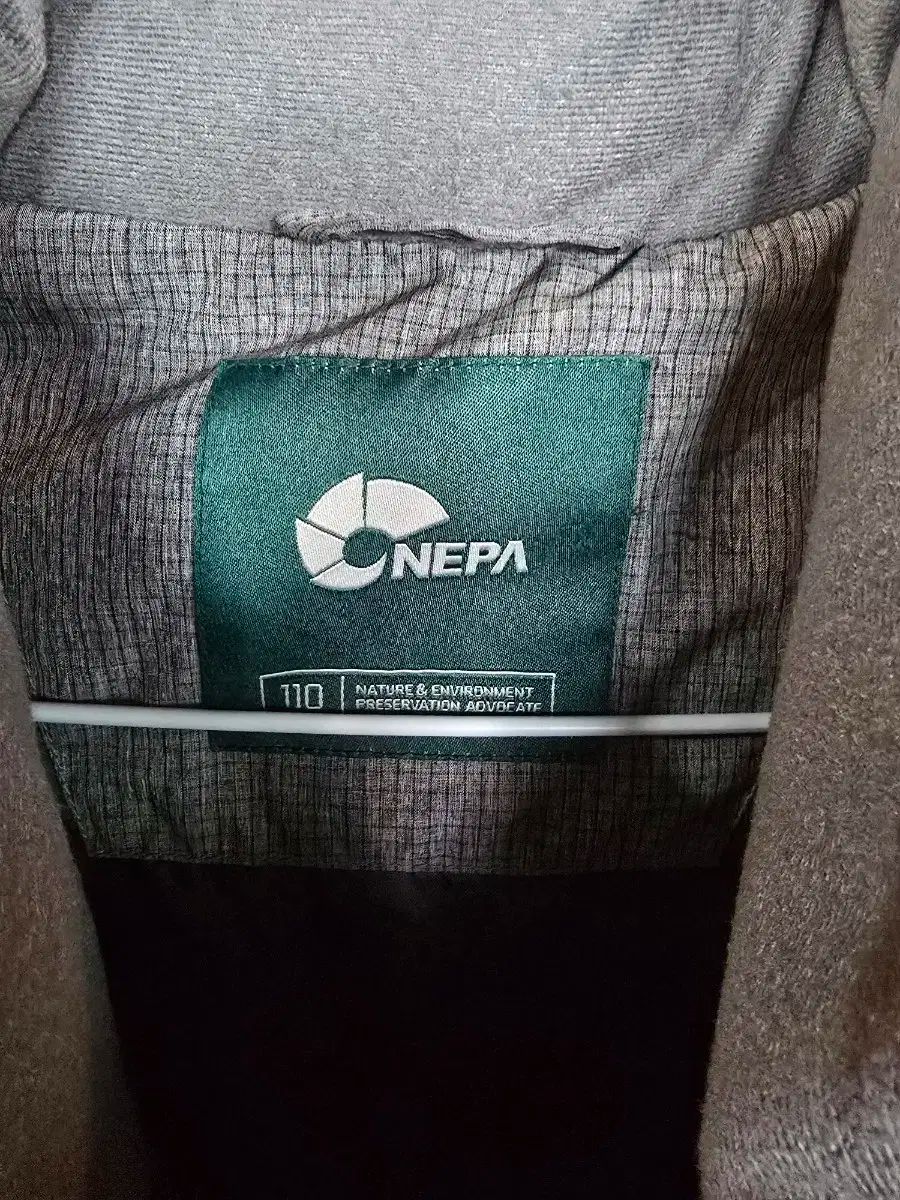 NEPA
110
NATURE & ENVIRONMENT
PRESERVATION ADVOCATE